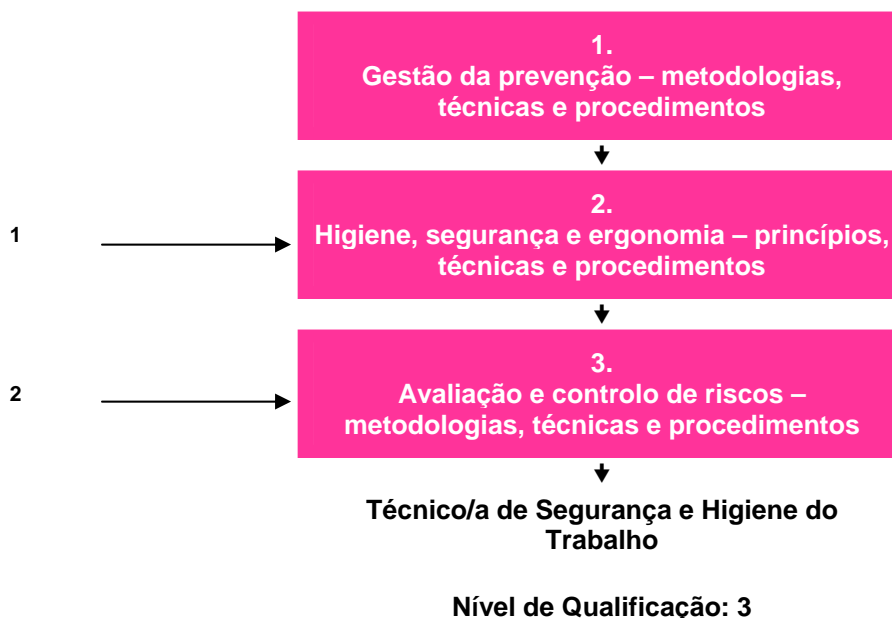 1.
Gestão da prevenção – metodologias,
técnicas e procedimentos
1
2.
Higiene, segurança e ergonomia – princípios,
técnicas e procedimentos
2
3.
Avaliação e controlo de riscos –
metodologias, técnicas e procedimentos
Técnico/a de Segurança e Higiene do
Trabalho
Nível de Qualificação: 3